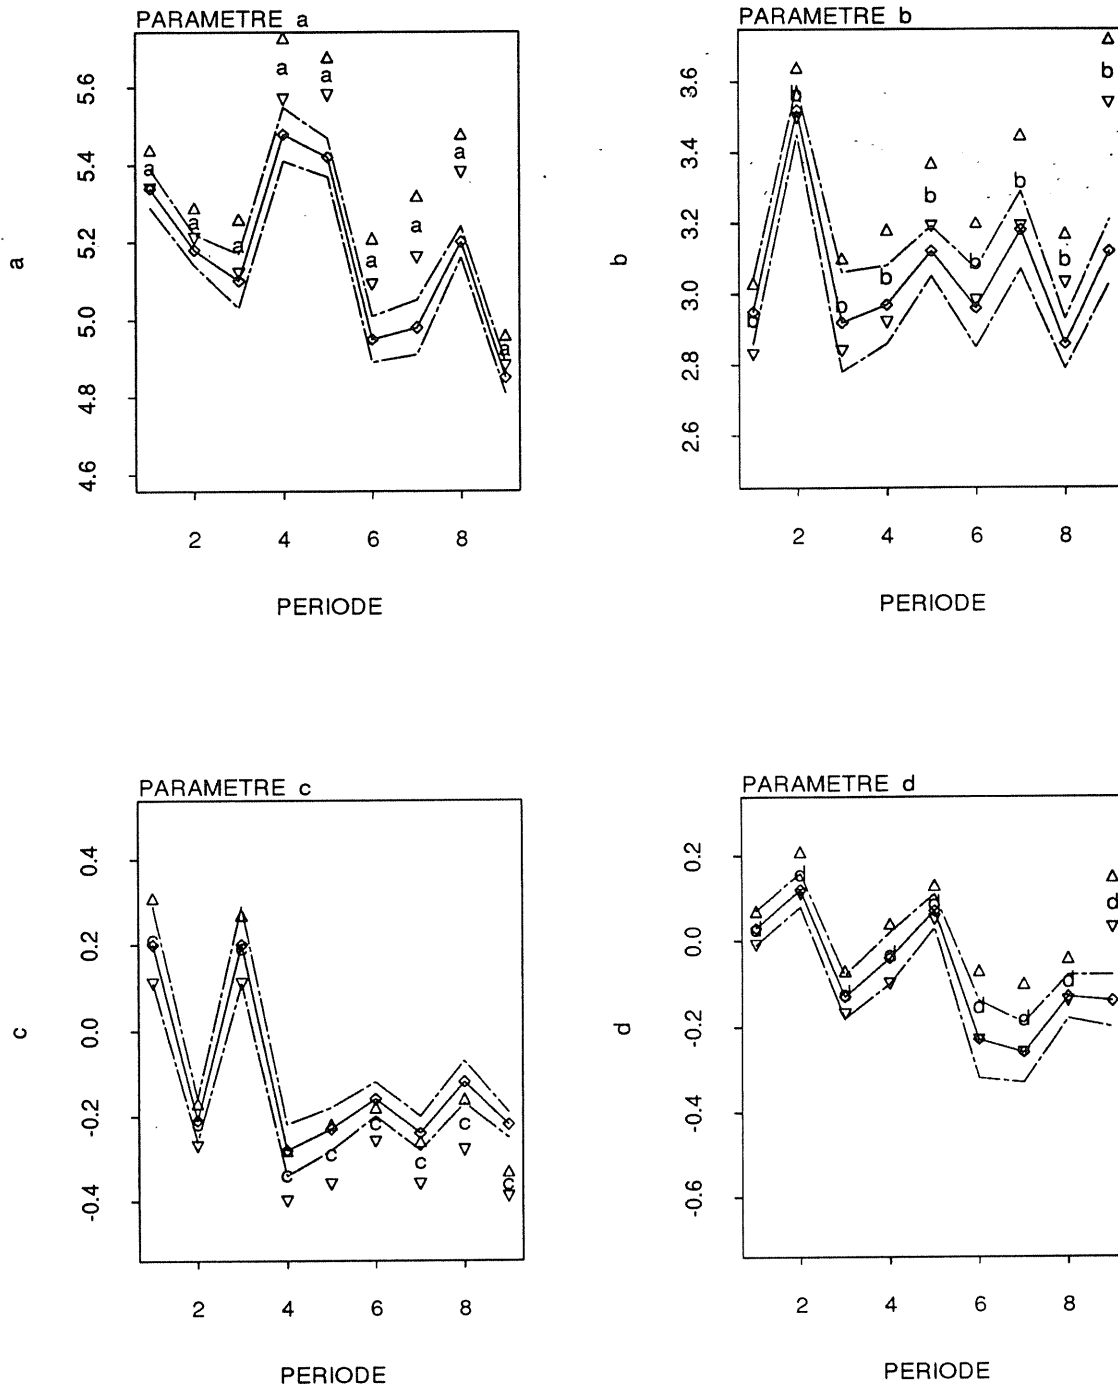 PARAMETRE a
5.6
5.4
5.2
5.0
4.8
4.6
a
a a a a a a a a a
2 4 6 8
PERIODE
PARAMETRE b
3.6
3.4
3.2
3.0
2.8
2.6
b
b b b b b b b b b
2 4 6 8
PERIODE
PARAMETRE c
0.4
0.2
0.0
-0.2
-0.4
c
c c c c c c c c c
2 4 6 8
PERIODE
PARAMETRE d
0.2
0.0
-0.2
-0.4
-0.6
d
d d d d d d d d d
2 4 6 8
PERIODE